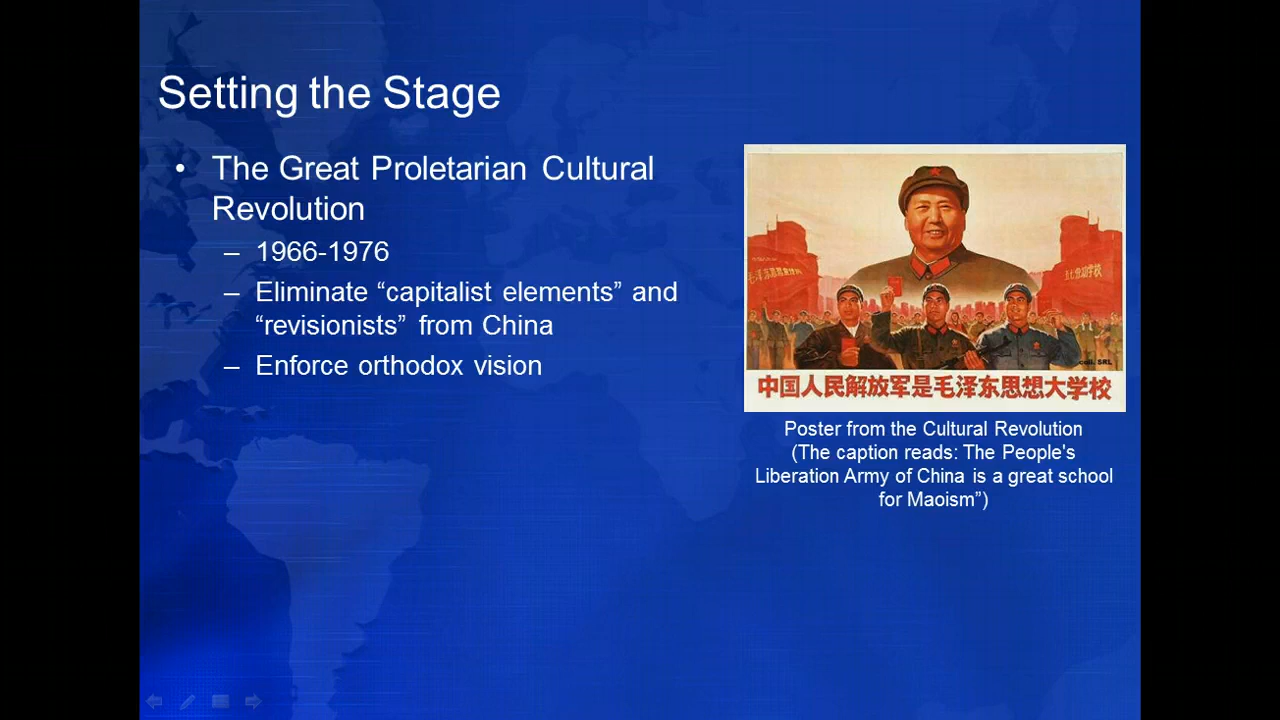 Setting the Stage
• The Great Proletarian Cultural
Revolution
– 1966-1976
– Eliminate “capitalist elements” and
“revisionists” from China
– Enforce orthodox vision
coll. SRL
中国人民解放军是毛泽东思想大学校
Poster from the Cultural Revolution
(The caption reads: The People's
Liberation Army of China is a great school
for Maoism”)